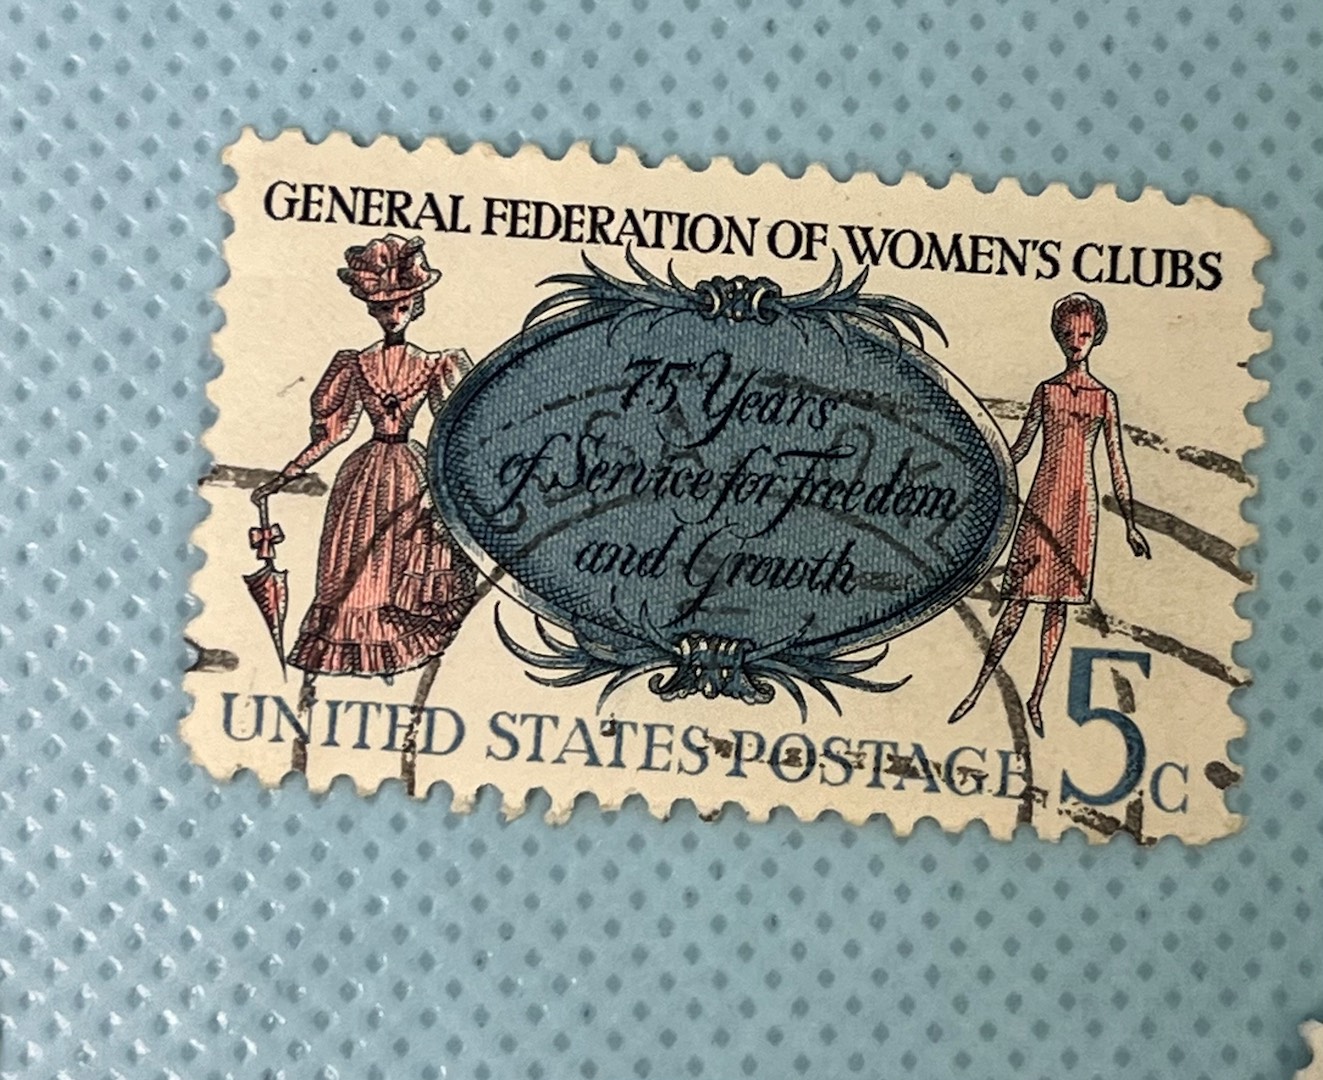 GENERAL FEDERATION OF WOMEN'S CLUBS
75 Years
of Service for Freedom
and Growth
UNITED STATES POSTAGE 5c